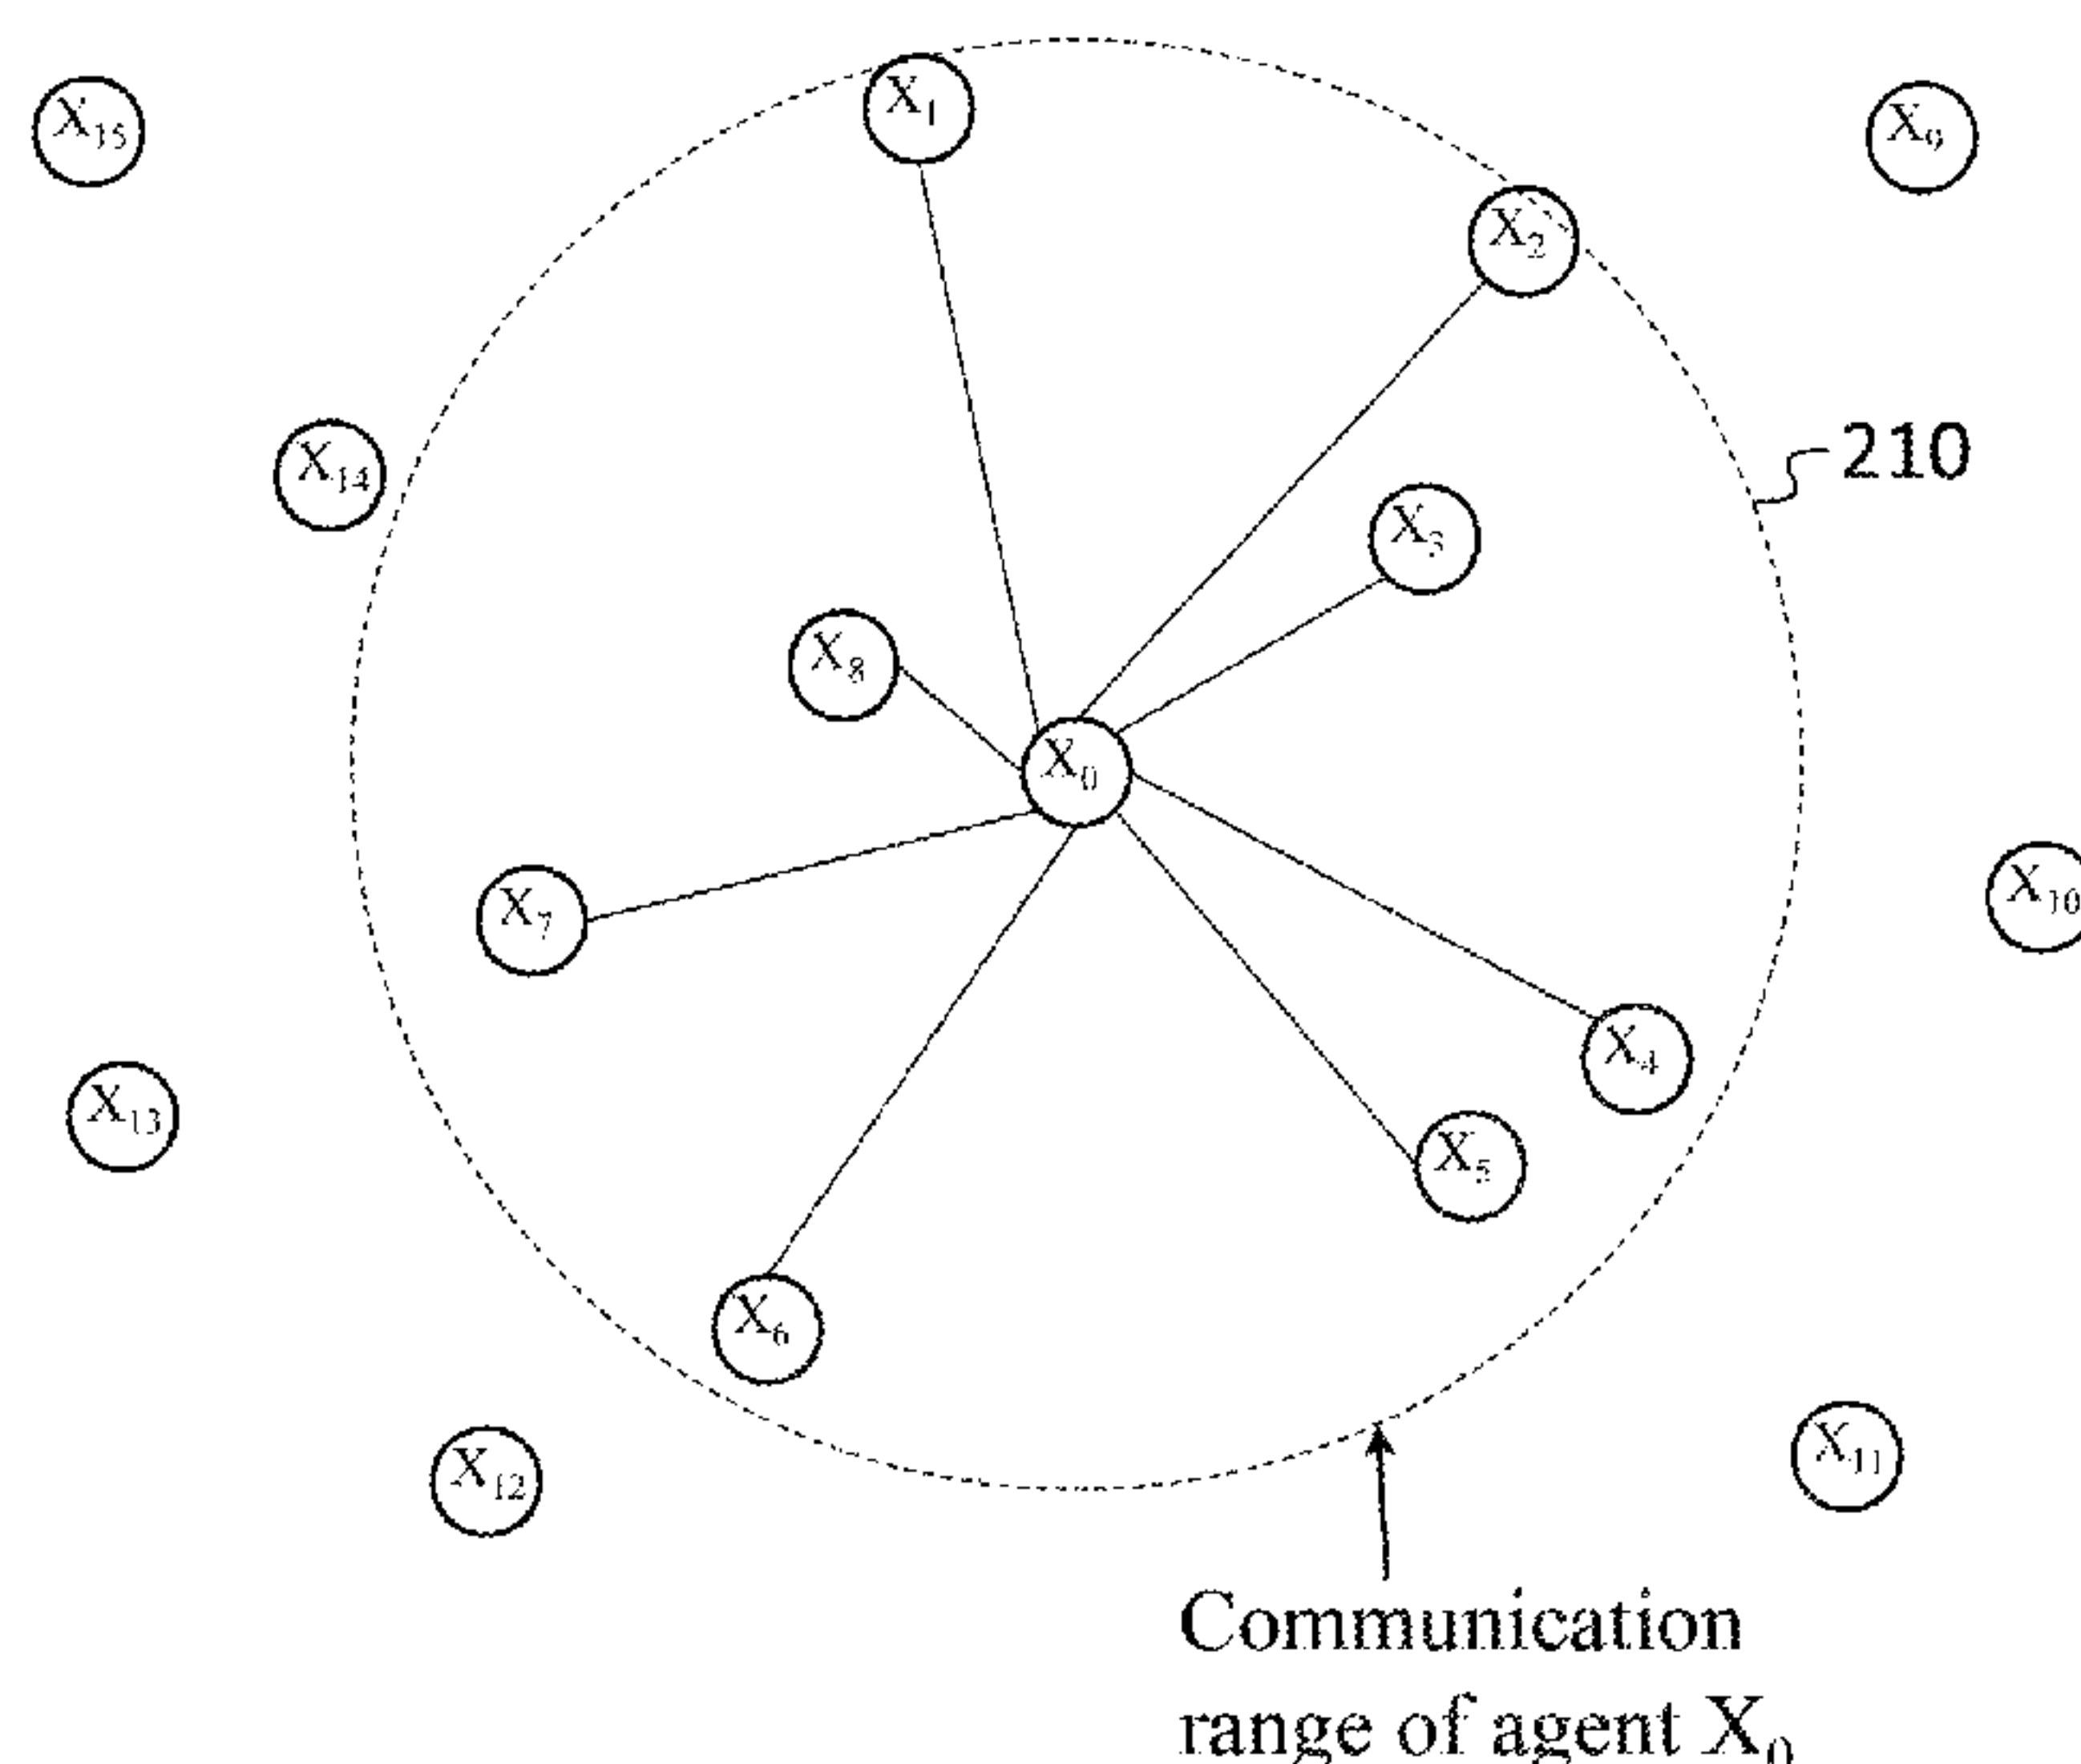 X₁
X₁₅
X₉
X₂
210
X₁₄
X₃
X₈
X₀
X₁₀
X₇
X₄
X₁₃
X₅
X₆
X₁₁
X₁₂
Communication
range of agent X₀